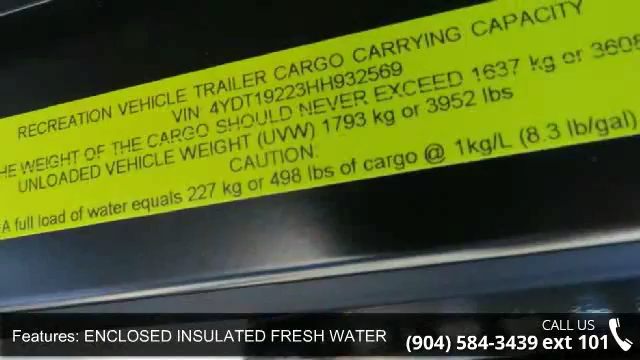 RECREATION VEHICLE TRAILER CARGO CARRYING CAPACITY
VIN 4YDT19223HH932569
HE WEIGHT OF THE CARGO SHOULD NEVER EXCEED 1637 kg or 3608
UNLOADED VEHICLE WEIGHT (UVW) 1793 kg or 3952 lbs
CAUTION:
A full load of water equals 227 kg or 498 lbs of cargo @ 1kg/L (8.3 lb/gal)
Features: ENCLOSED INSULATED FRESH WATER
CALL US
(904) 584-3439 ext 101